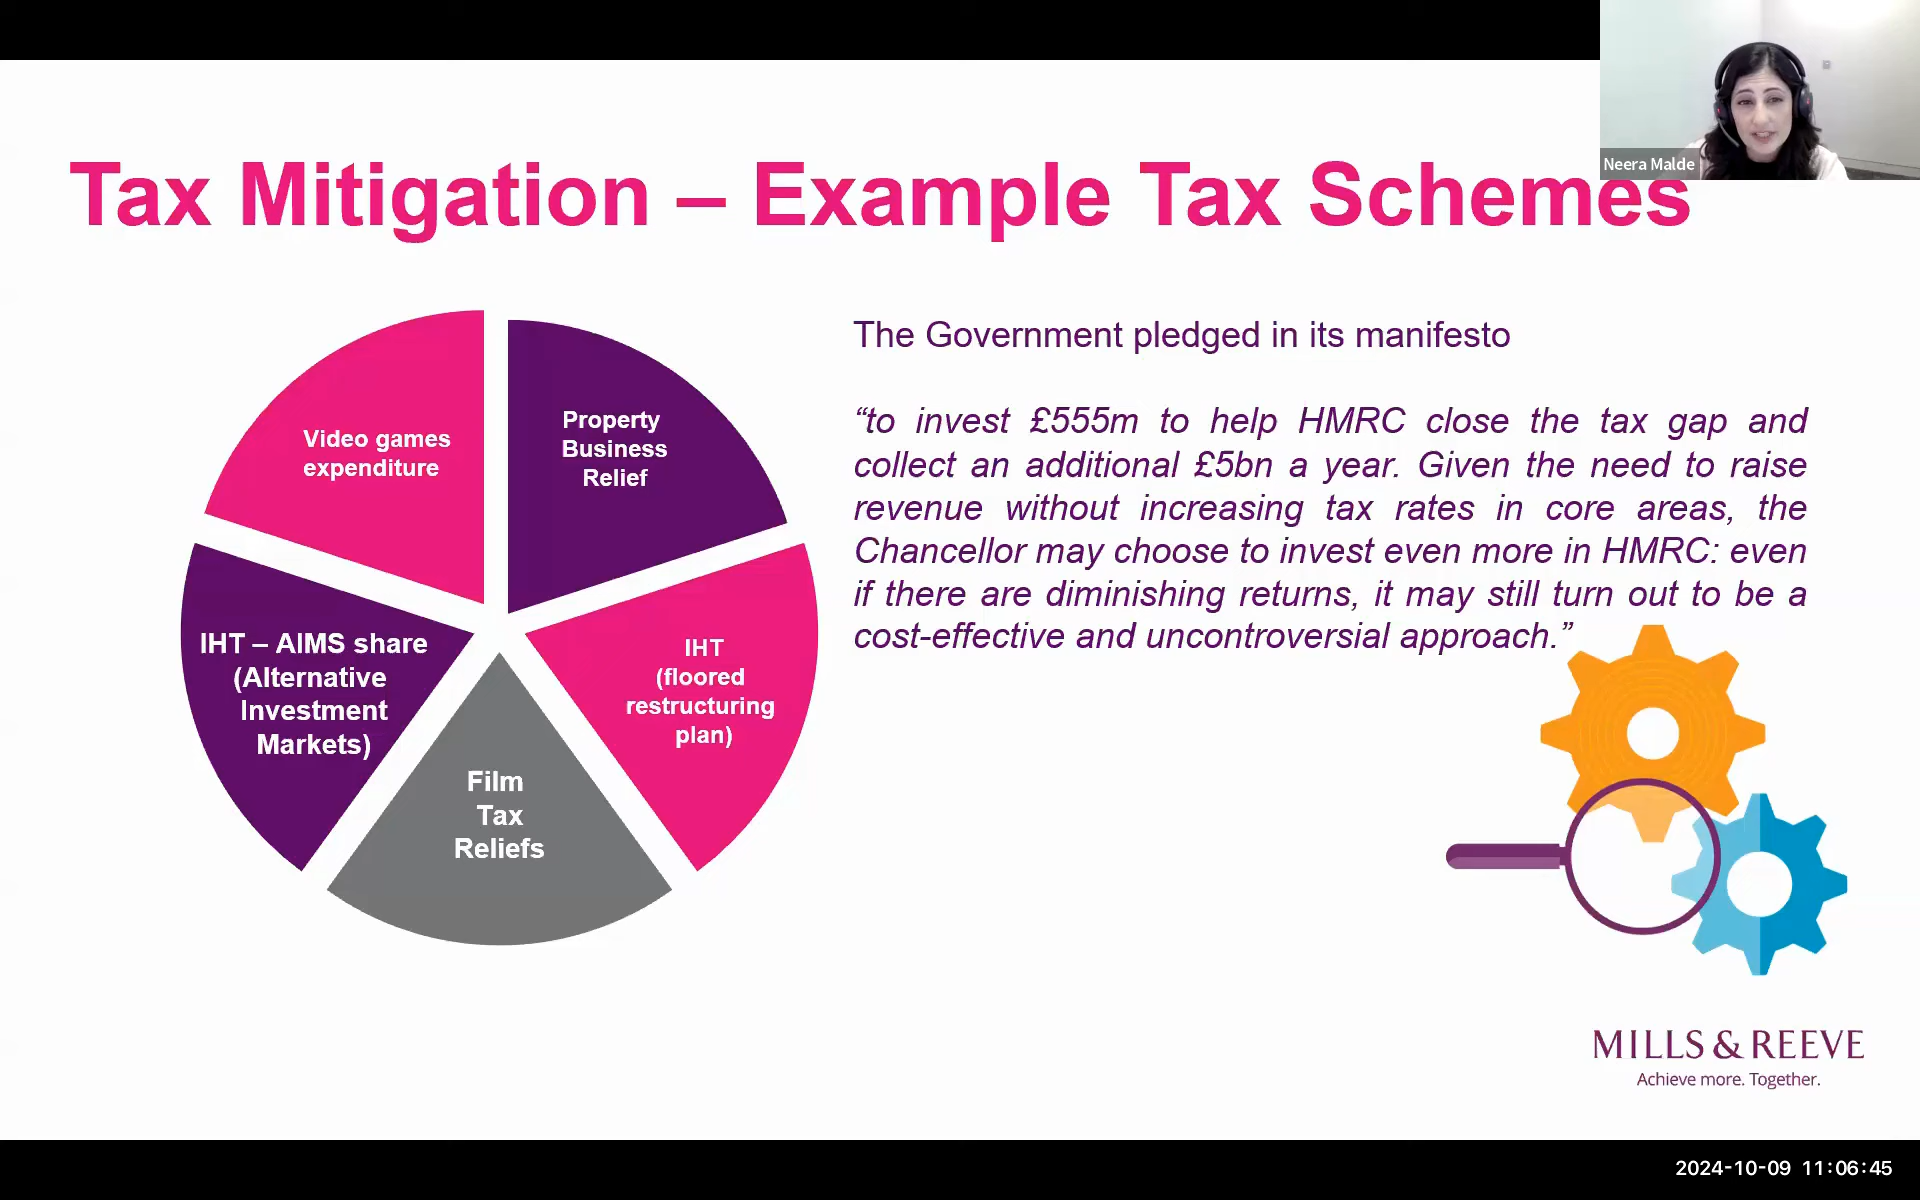 Neera Malde
Tax Mitigation – Example Tax Schemes
Video games
expenditure
Property
Business
Relief
IHT – AIMS share
(Alternative
Investment
Markets)
IHT
(floored
restructuring
plan)
Film
Tax
Reliefs
The Government pledged in its manifesto
“to invest £555m to help HMRC close the tax gap and
collect an additional £5bn a year. Given the need to raise
revenue without increasing tax rates in core areas, the
Chancellor may choose to invest even more in HMRC: even
if there are diminishing returns, it may still turn out to be a
cost-effective and uncontroversial approach.”
MILLS & REEVE
Achieve more. Together.
2024-10-09 11:06:45